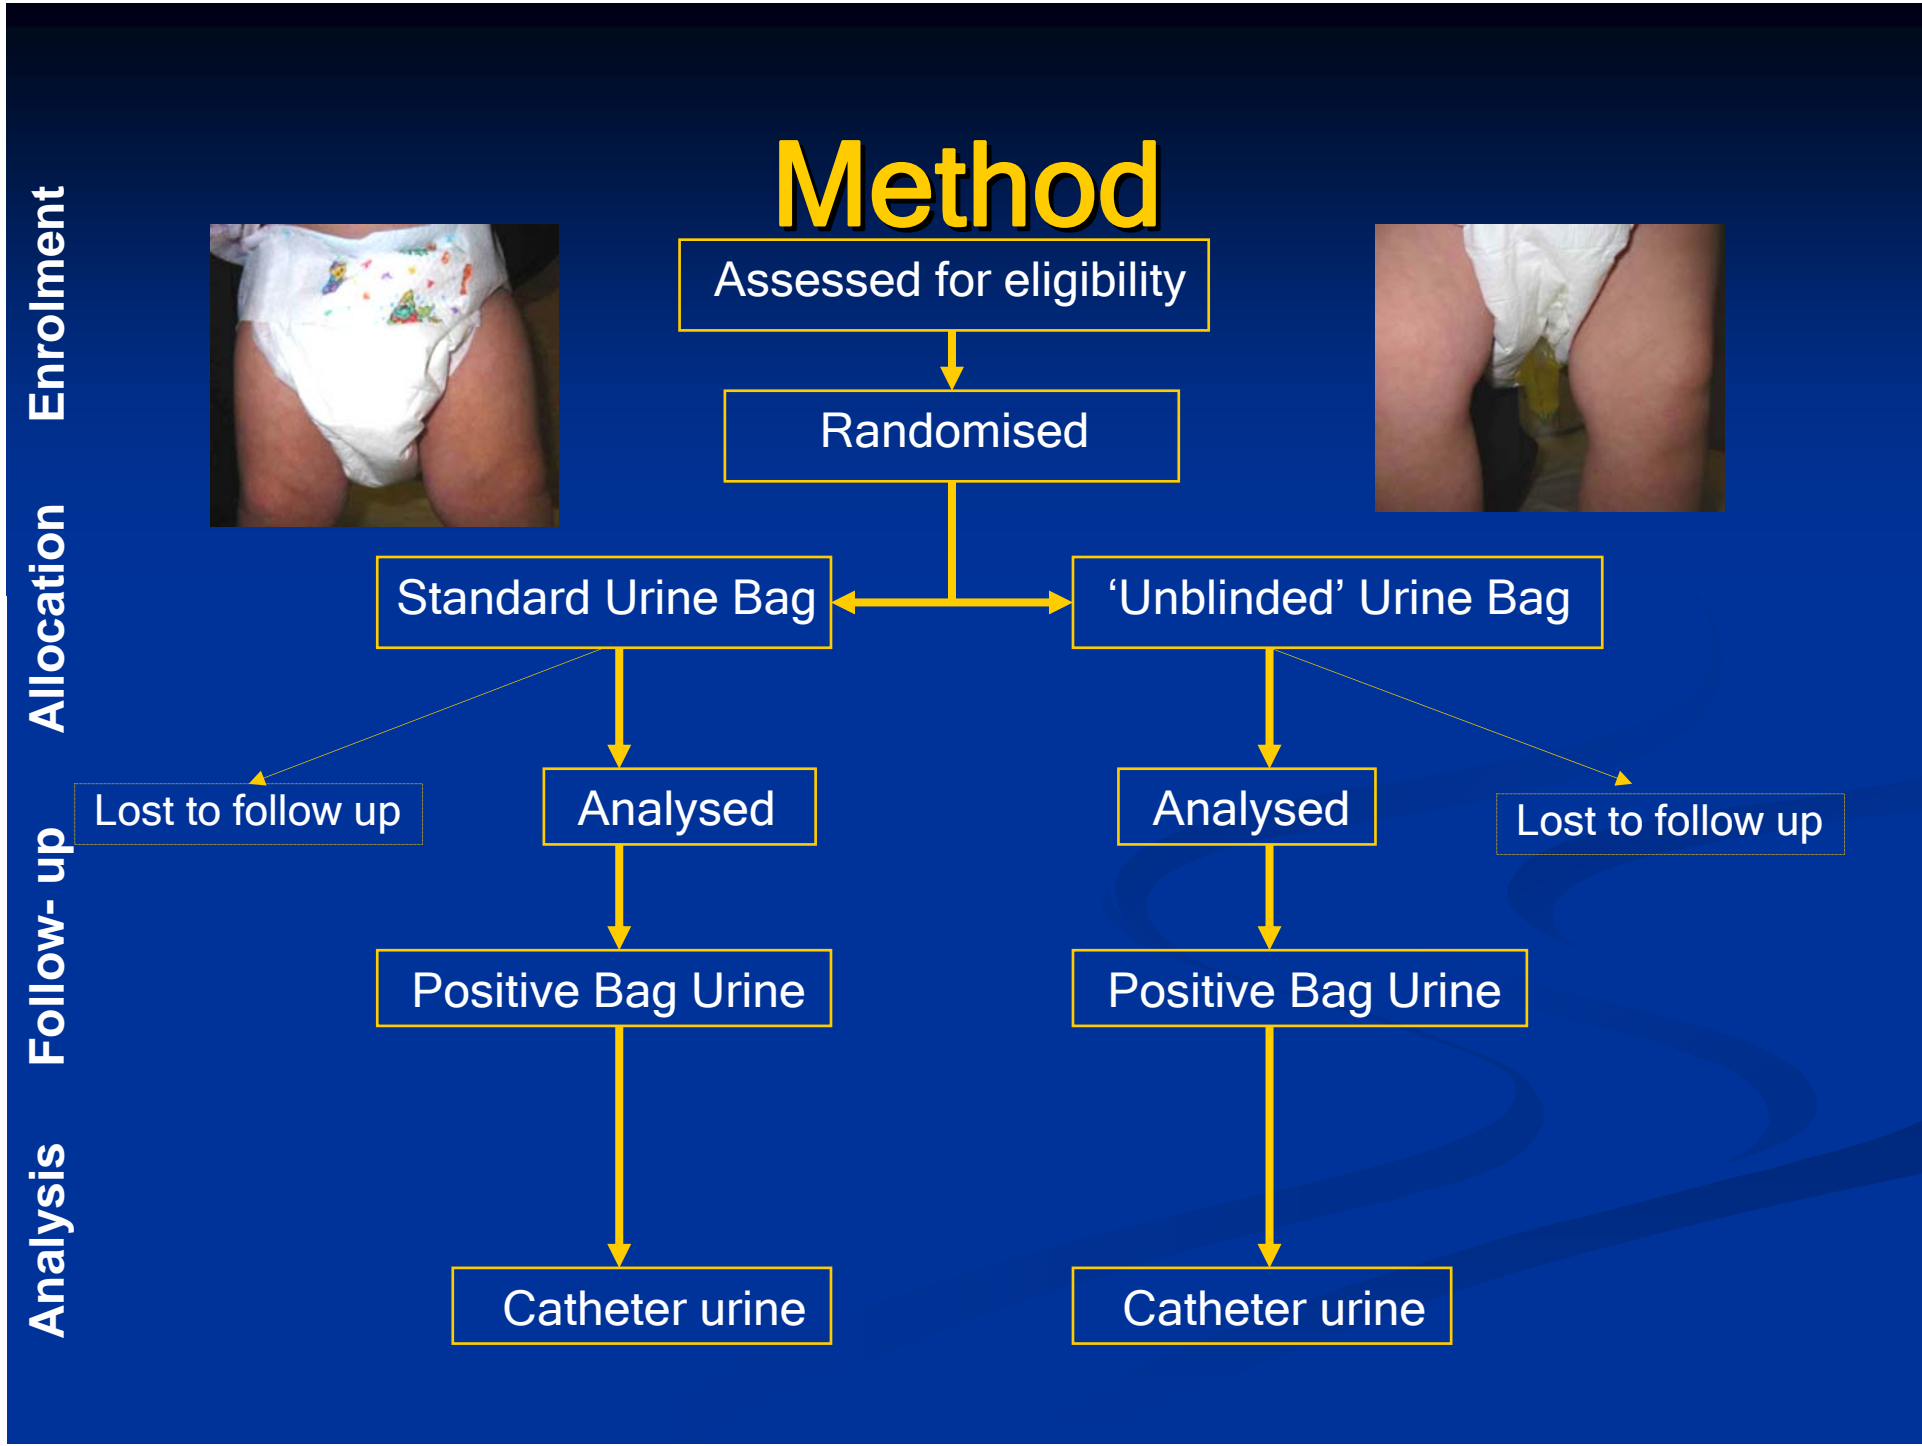 Method
Enrolment
Assessed for eligibility
Randomised
Allocation
Standard Urine Bag
‘Unblinded’ Urine Bag
Follow- up
Lost to follow up
Analysed
Analysed
Lost to follow up
Positive Bag Urine
Positive Bag Urine
Analysis
Catheter urine
Catheter urine